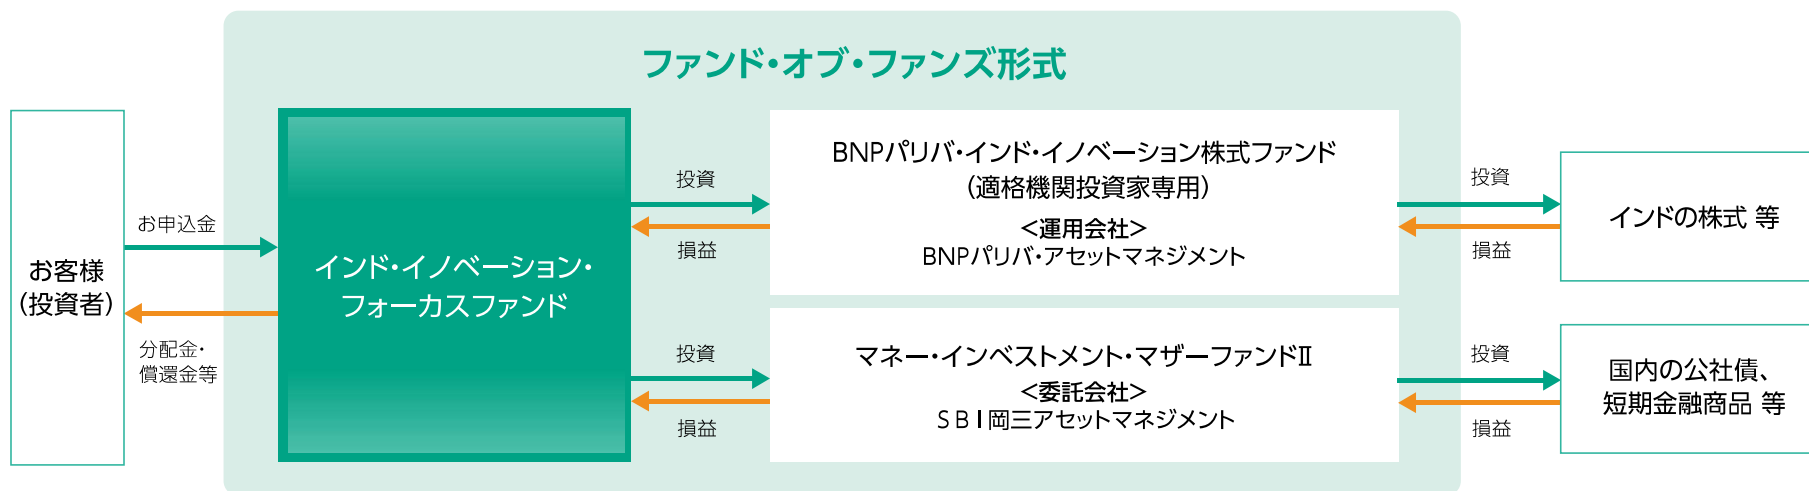 ファンド・オブ・ファンズ形式
お客様
（投資者）
お申込金
分配金・
償還金等
インド・イノベーション・
フォーカスファンド
投資
損益
投資
損益
BNPパリバ・インド・イノベーション株式ファンド
（適格機関投資家専用）
＜運用会社＞
BNPパリバ・アセットマネジメント
マネー・インベストメント・マザーファンドⅡ
＜委託会社＞
ＳＢＩ岡三アセットマネジメント
投資
損益
投資
損益
インドの株式 等
国内の公社債、
短期金融商品 等